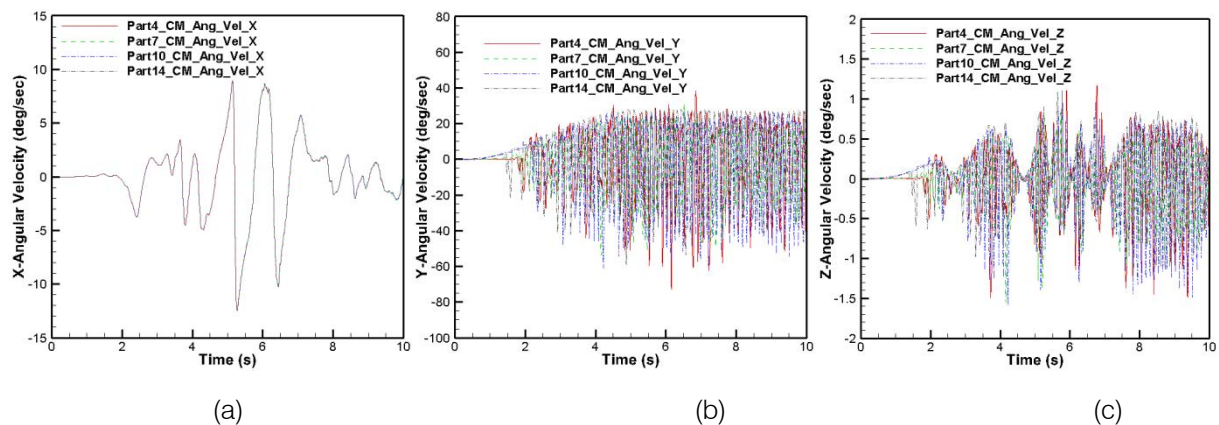 15
10
5
0
-5
-10
-15
X-Angular Velocity (deg/sec)
Part4_CM_Ang_Vel_X
Part7_CM_Ang_Vel_X
Part10_CM_Ang_Vel_X
Part14_CM_Ang_Vel_X
0 2 4 6 8 10
Time (s)
80
60
40
20
0
-20
-40
-60
-80
-100
Y-Angular Velocity (deg/sec)
Part4_CM_Ang_Vel_Y
Part7_CM_Ang_Vel_Y
Part10_CM_Ang_Vel_Y
Part14_CM_Ang_Vel_Y
0 2 4 6 8 10
Time (s)
2
1.5
1
0.5
0
-0.5
-1
-1.5
-2
Z-Angular Velocity (deg/sec)
Part4_CM_Ang_Vel_Z
Part7_CM_Ang_Vel_Z
Part10_CM_Ang_Vel_Z
Part14_CM_Ang_Vel_Z
0 2 4 6 8 10
Time (s)
(a) (b) (c)